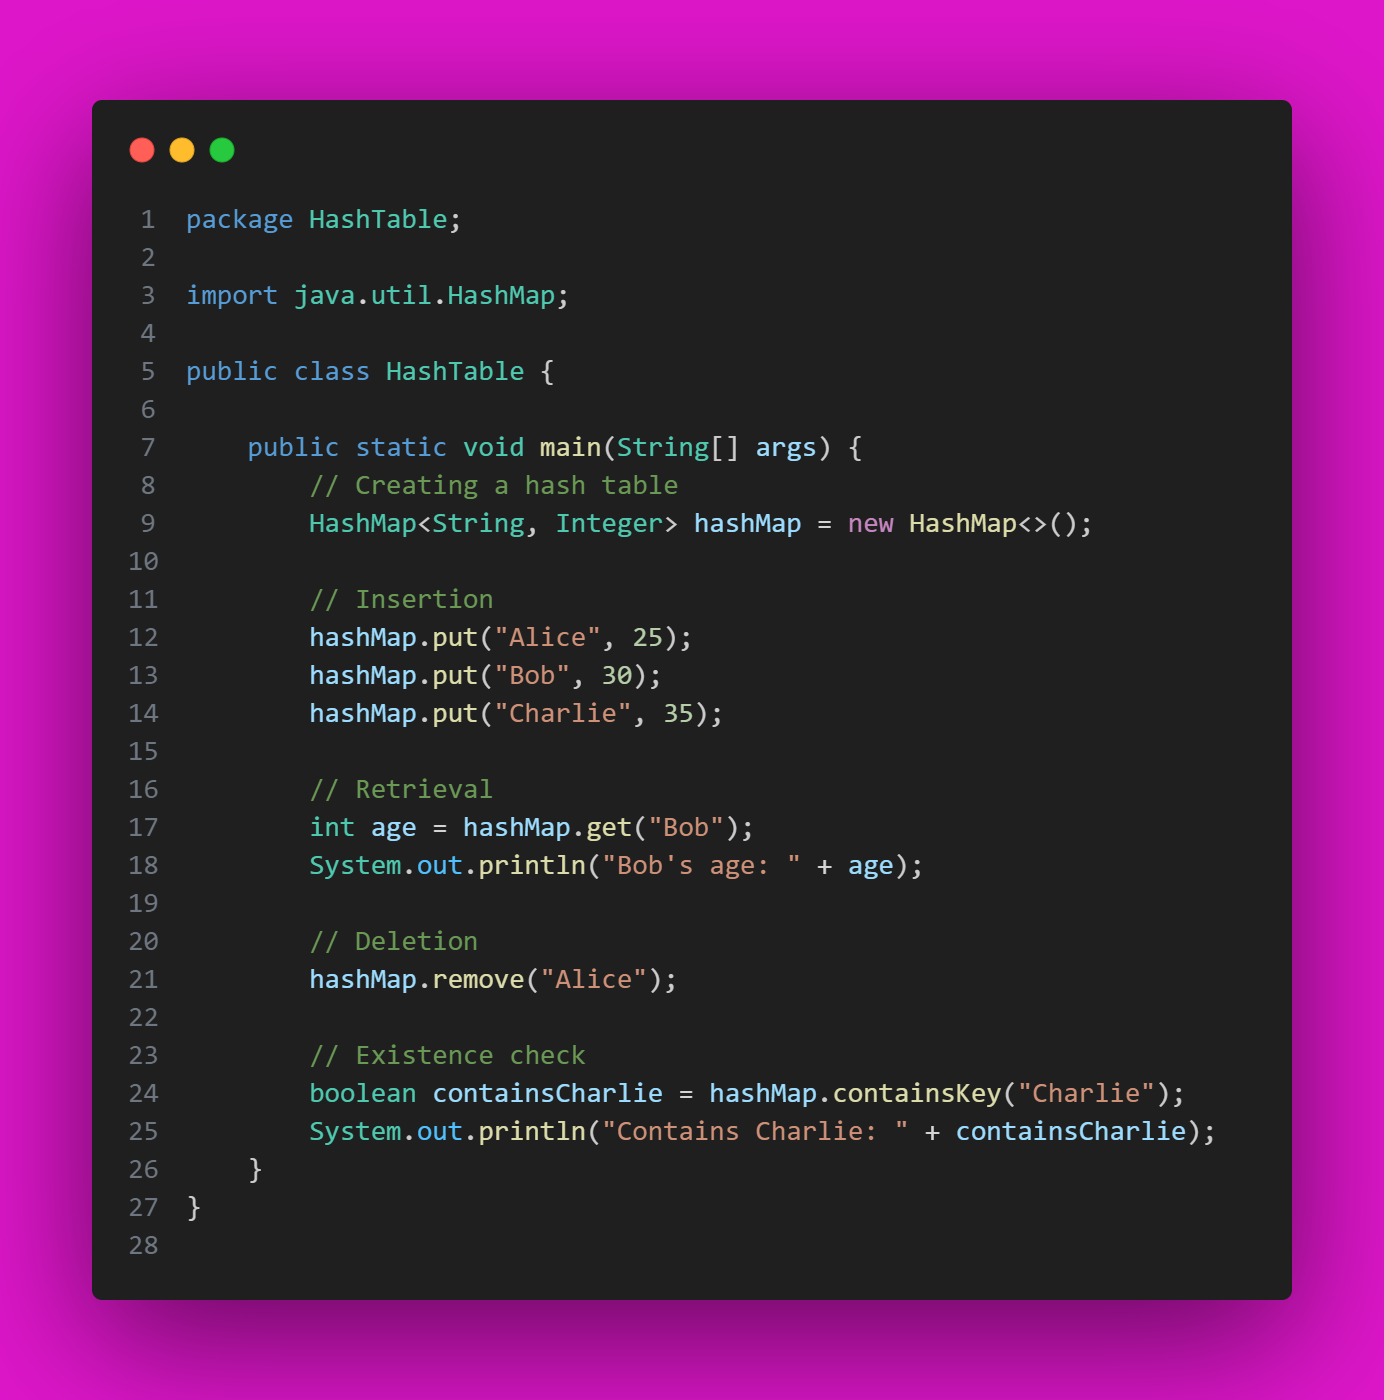 1 package HashTable;
2
3 import java.util.HashMap;
4
5 public class HashTable {
6
7     public static void main(String[] args) {
8         // Creating a hash table
9         HashMap<String, Integer> hashMap = new HashMap<>();
10
11         // Insertion
12         hashMap.put("Alice", 25);
13         hashMap.put("Bob", 30);
14         hashMap.put("Charlie", 35);
15
16         // Retrieval
17         int age = hashMap.get("Bob");
18         System.out.println("Bob's age: " + age);
19
20         // Deletion
21         hashMap.remove("Alice");
22
23         // Existence check
24         boolean containsCharlie = hashMap.containsKey("Charlie");
25         System.out.println("Contains Charlie: " + containsCharlie);
26     }
27 }
28